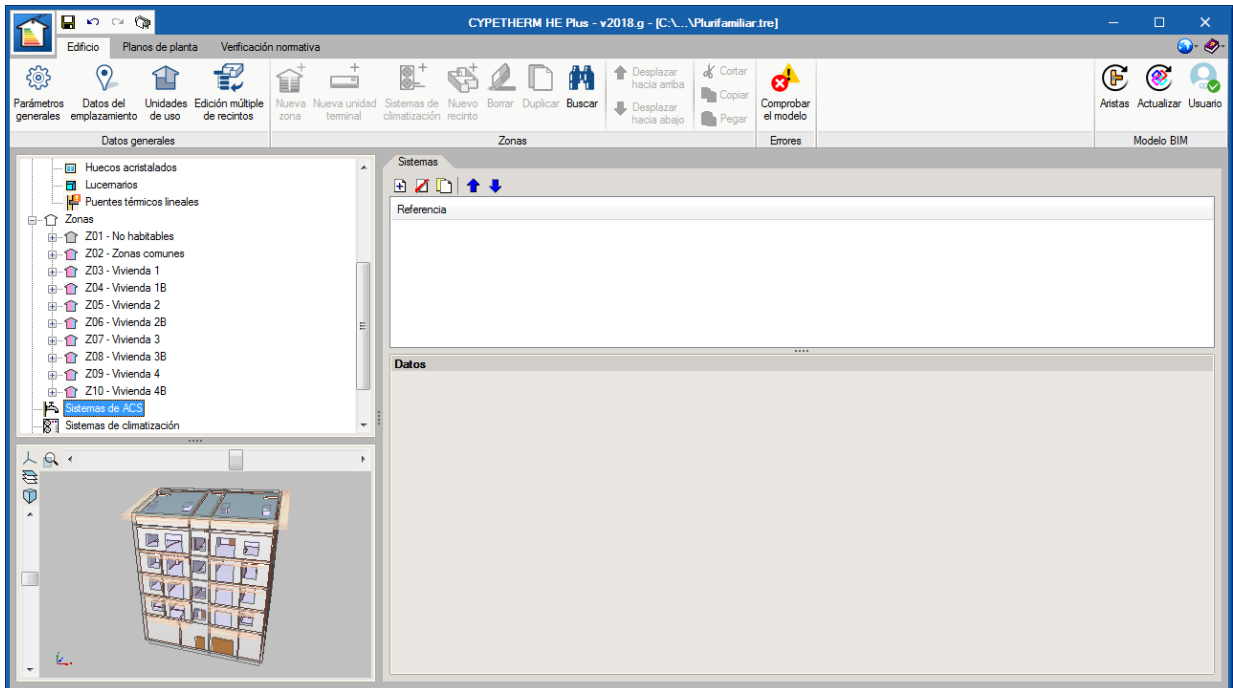 CYPETHERM HE Plus - v2018.g - [C:\...\Plurifamiliar.tre]
Edificio Planos de planta Verificación normativa
Parámetros generales
Datos del emplazamiento
Unidades de uso
Edición múltiple de recintos
Datos generales
Nueva zona
Nueva unidad terminal
Sistemas de climatización
Nuevo recinto
Borrar
Duplicar
Buscar
Desplazar hacia arriba
Desplazar hacia abajo
Cortar
Copiar
Pegar
Zonas
Comprobar el modelo
Errores
Aristas
Actualizar
Usuario
Modelo BIM
Huecos acristalados
Lucernarios
Puentes térmicos lineales
Zonas
Z01 - No habitables
Z02 - Zonas comunes
Z03 - Vivienda 1
Z04 - Vivienda 1B
Z05 - Vivienda 2
Z06 - Vivienda 2B
Z07 - Vivienda 3
Z08 - Vivienda 3B
Z09 - Vivienda 4
Z10 - Vivienda 4B
Sistemas de ACS
Sistemas de climatización
Sistemas
Referencia
Datos